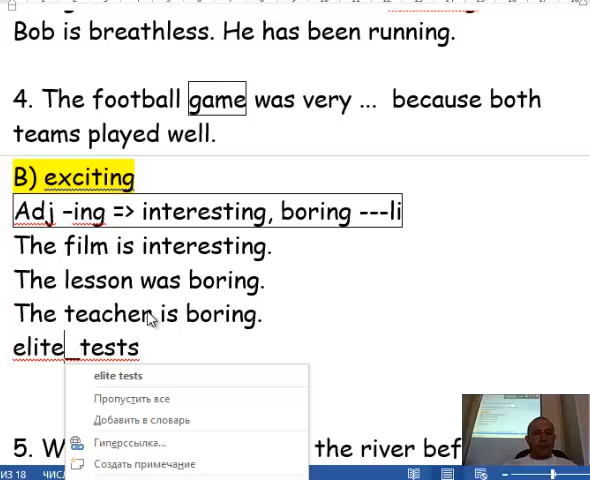 Bob is breathless. He has been running.
4. The football game was very ... because both
teams played well.
B) exciting
Adj –ing => interesting, boring ---li
The film is interesting.
The lesson was boring.
The teacher is boring.
elite_tests
elite tests
Пропустить все
Добавить в словарь
Гиперссылка...
Создать примечание
5. W the river bef
ИЗ 18 ЧИСЛ